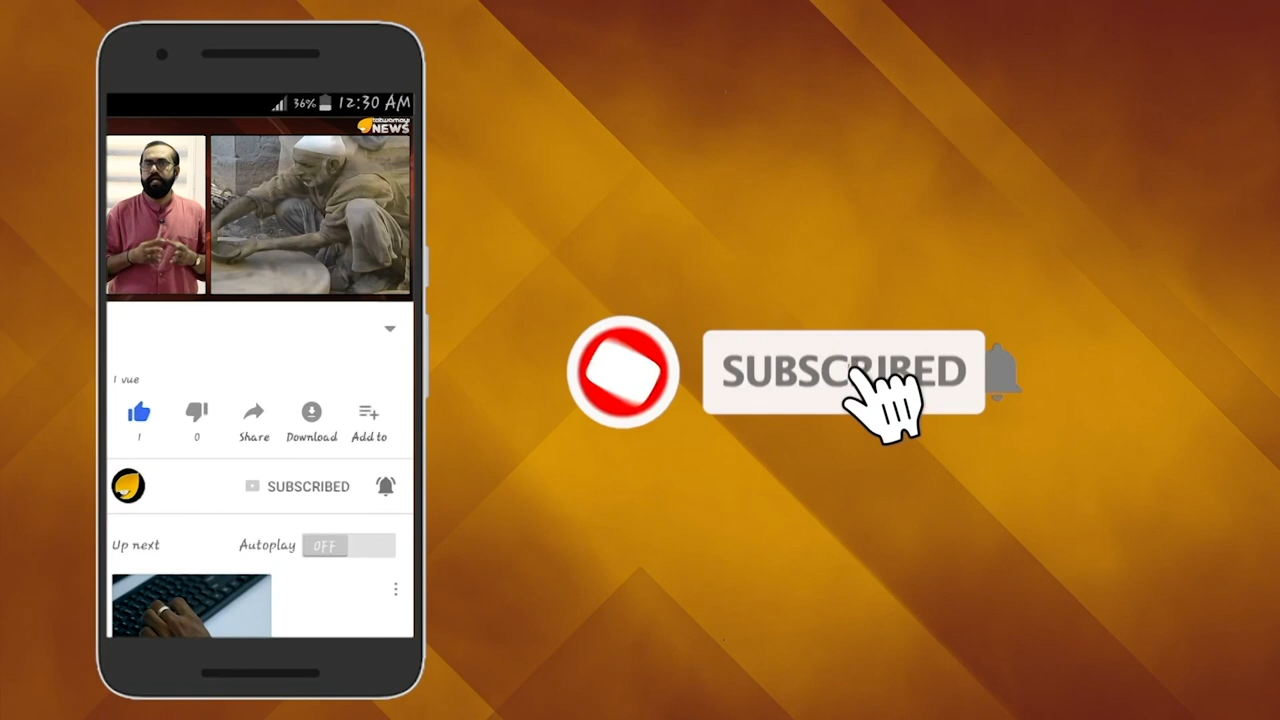 36% 12:30 AM
tatwamayi
NEWS
1 vue
1
0
Share
Download
Add to
SUBSCRIBED
Up next
Autoplay
OFF
SUBSCRIBED